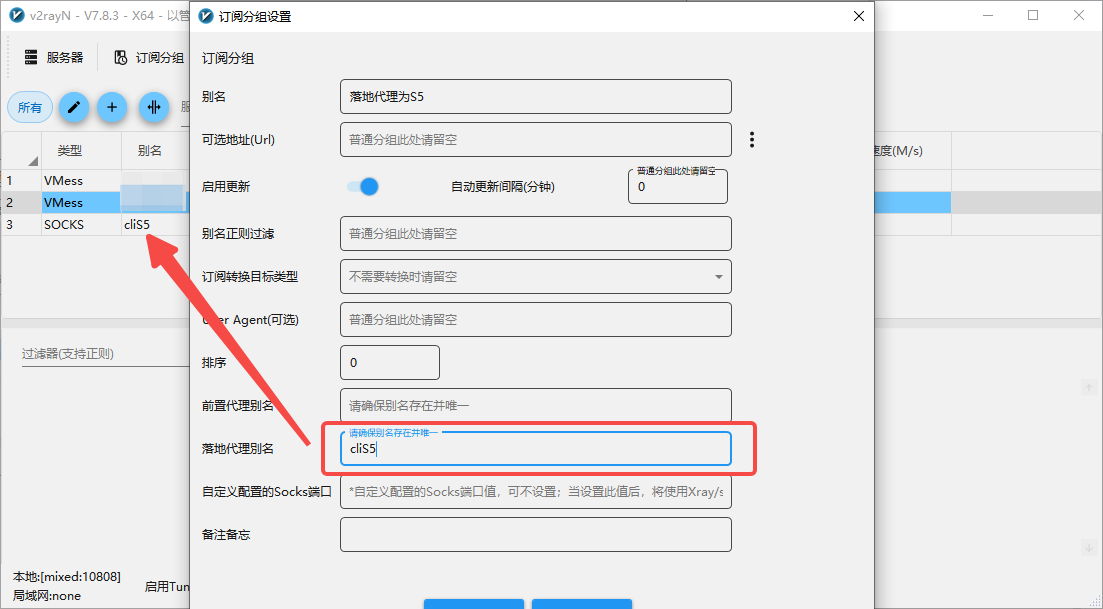 v2rayN - V7.8.3 - X64 - 以管
订阅分组设置
服务器
订阅分组
订阅分组
别名
落地代理为S5
所有
可选地址(Url)
普通分组此处请留空
类型
别名
速度(M/s)
1
VMess
启用更新
自动更新间隔(分钟)
普通分组此处请留空
0
2
VMess
3
SOCKS
cliS5
别名正则过滤
普通分组此处请留空
订阅转换目标类型
不需要转换时请留空
Agent(可选)
普通分组此处请留空
过滤器(支持正则)
排序
0
前置代理别名
请确保别名存在并唯一
落地代理别名
请确保别名存在并唯一
cliS5
自定义配置的Socks端口
*自定义配置的Socks端口值，可不设置；当设置此值后，将使用Xray/s
备注备忘
本地:[mixed:10808]
启用Tun
局域网:none